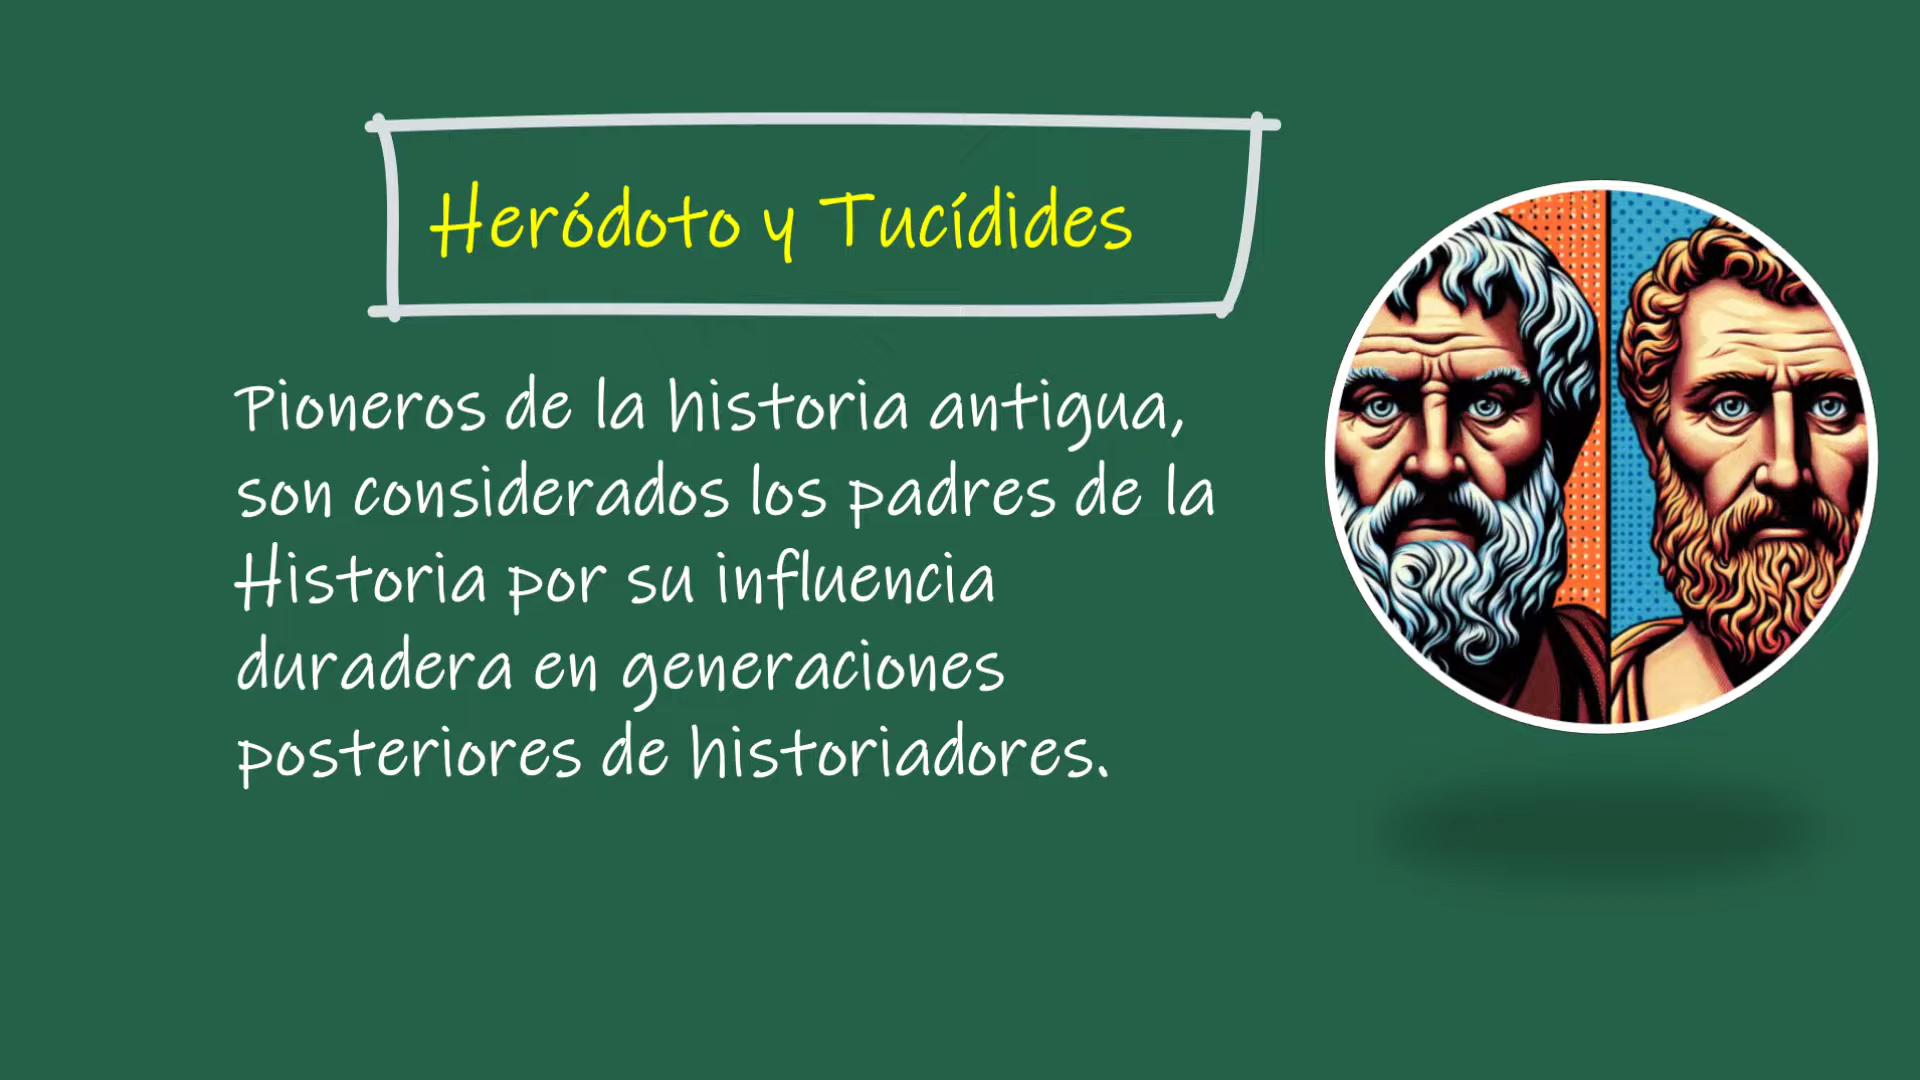 Heródoto y Tucídides
Pioneros de la historia antigua,
son considerados los padres de la
Historia por su influencia
duradera en generaciones
posteriores de historiadores.